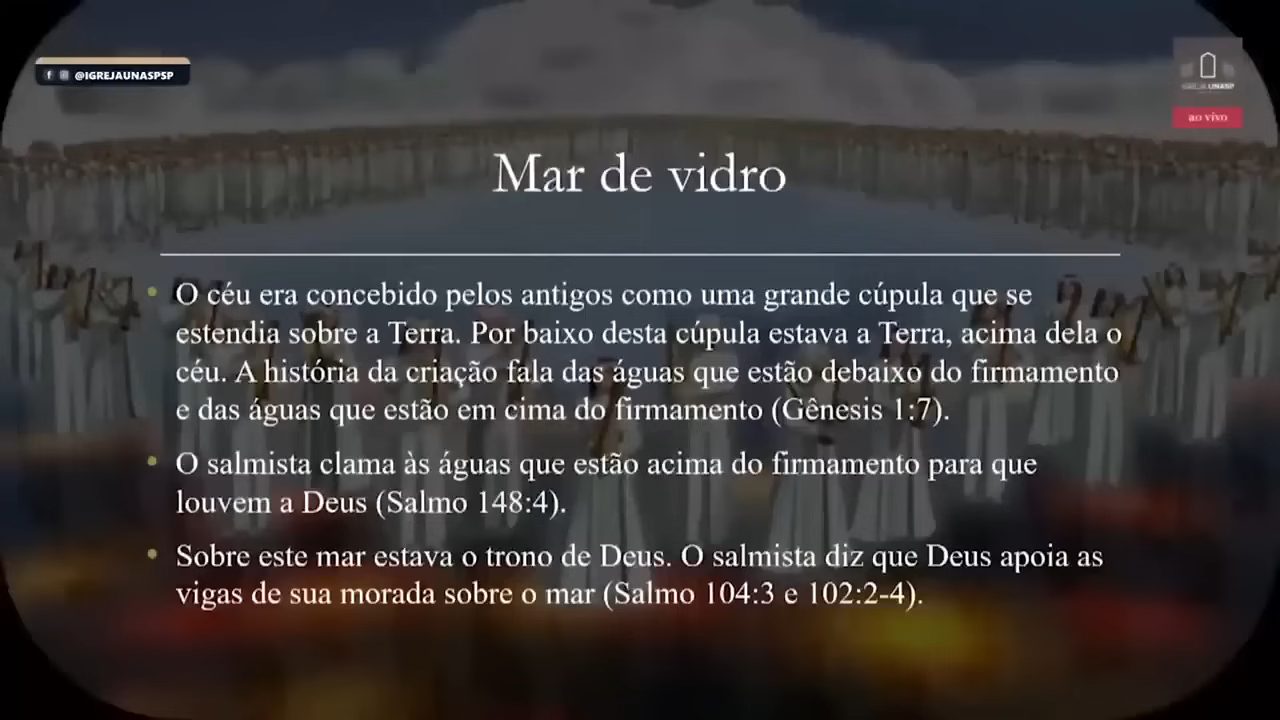 @IGREJAUNASPSP
IGREJA UNASP
ao vivo
Mar de vidro
• O céu era concebido pelos antigos como uma grande cúpula que se
estendia sobre a Terra. Por baixo desta cúpula estava a Terra, acima dela o
céu. A história da criação fala das águas que estão debaixo do firmamento
e das águas que estão em cima do firmamento (Gênesis 1:7).
• O salmista clama às águas que estão acima do firmamento para que
louvem a Deus (Salmo 148:4).
• Sobre este mar estava o trono de Deus. O salmista diz que Deus apoia as
vigas de sua morada sobre o mar (Salmo 104:3 e 102:2-4).